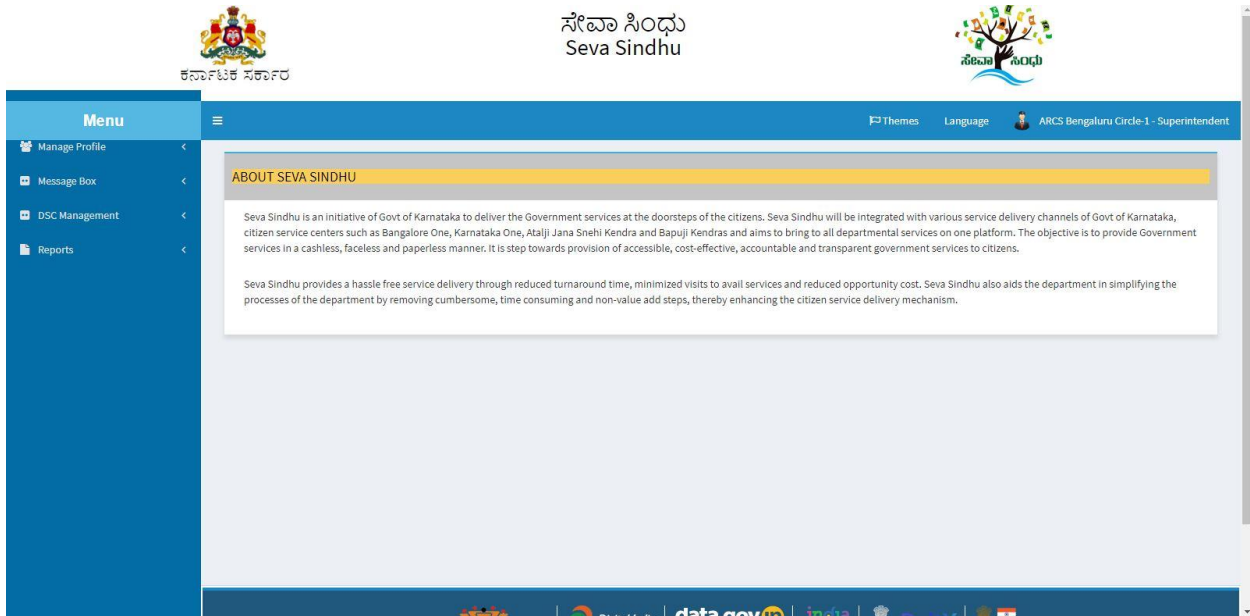 ಸೇವಾ ಸಿಂಧು
Seva Sindhu
ಕರ್ನಾಟಕ ಸರ್ಕಾರ
ಸೇವಾ ಸಿಂಧು
Menu
Themes Language ARCS Bengaluru Circle-1 - Superintendent
Manage Profile
Message Box
DSC Management
Reports
ABOUT SEVA SINDHU
Seva Sindhu is an initiative of Govt of Karnataka to deliver the Government services at the doorsteps of the citizens. Seva Sindhu will be integrated with various service delivery channels of Govt of Karnataka,
citizen service centers such as Bangalore One, Karnataka One, Atalji Jana Snehi Kendra and Bapuji Kendras and aims to bring to all departmental services on one platform. The objective is to provide Government
services in a cashless, faceless and paperless manner. It is step towards provision of accessible, cost-effective, accountable and transparent government services to citizens.
Seva Sindhu provides a hassle free service delivery through reduced turnaround time, minimized visits to avail services and reduced opportunity cost. Seva Sindhu also aids the department in simplifying the
processes of the department by removing cumbersome, time consuming and non-value add steps, thereby enhancing the citizen service delivery mechanism.
data.gov.in india